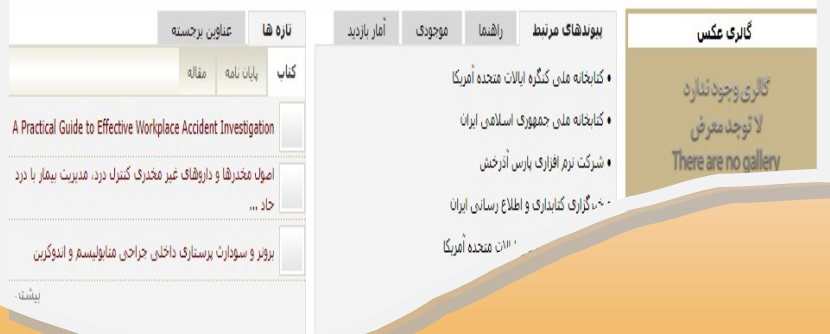 گالری عکس
گالری وجود ندارد
لا توجد معرض
There are no gallery
پیوندهای مرتبط
راهنما
موجودی
آمار بازدید
• کتابخانه ملی کنگره ایالات متحده آمریکا
• کتابخانه ملی جمهوری اسلامی ایران
• شرکت نرم افزاری پارس آذرخش
خبرگزاری کتابداری و اطلاع رسانی ایران
متحده آمریکا
تازه ها
عناوین برجسته
کتاب
پایان نامه
مقاله
A Practical Guide to Effective Workplace Accident Investigation
اصول مخدرها و داروهای غیر مخدری کنترل درد، مدیریت بیمار با درد
حاد ...
برونر و سودارث پرستاری داخلی جراحی متابولیسم و اندوکرین